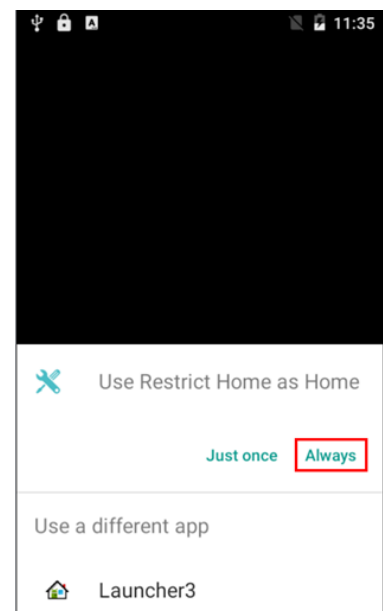 11:35
Use Restrict Home as Home
Just once Always
Use a different app
Launcher3